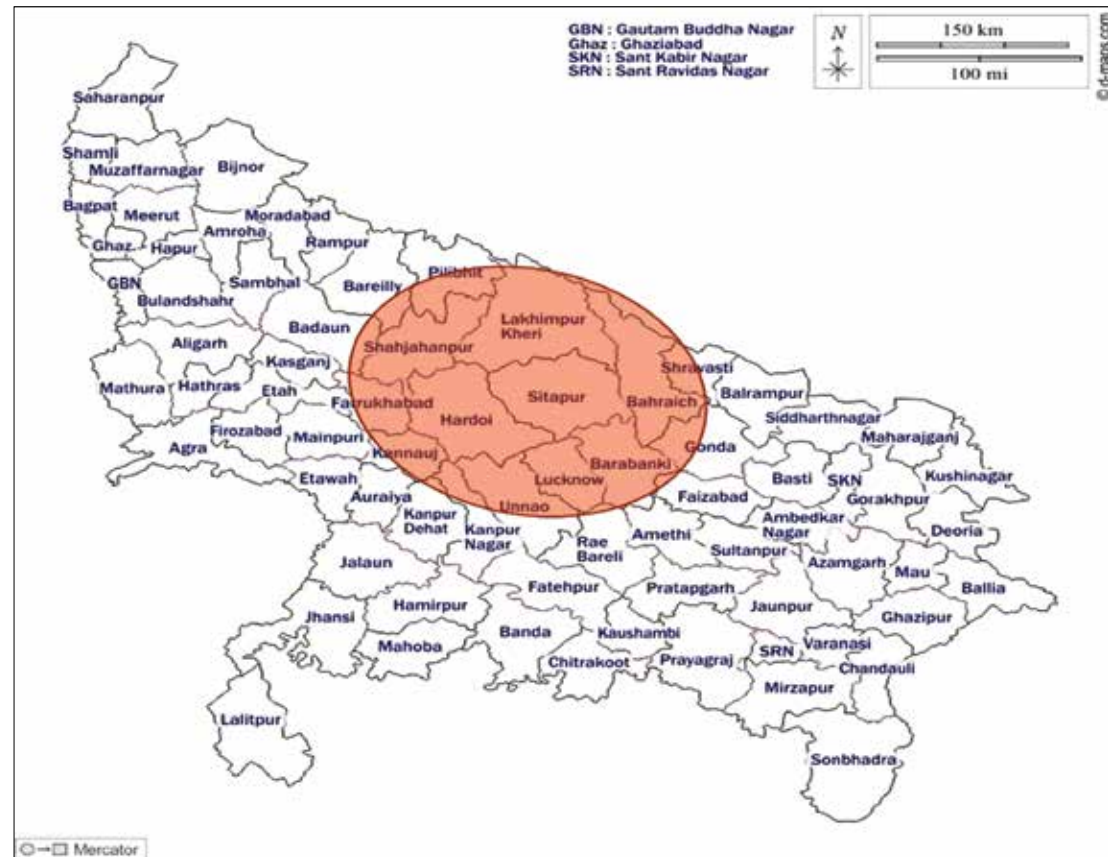 GBN : Gautam Buddha Nagar
Ghaz : Ghaziabad
SKN : Sant Kabir Nagar
SRN : Sant Ravidas Nagar
N
150 km
100 mi
© d-maps.com
Saharanpur
Shamli
Muzaffarnagar
Bijnor
Bagpat
Meerut
Moradabad
Amroha
Rampur
Ghaz.
Hapur
Pilibhit
GBN
Sambhal
Bareilly
Bulandshahr
Badaun
Lakhimpur
Kheri
Aligarh
Shahjahanpur
Kasganj
Shravasti
Mathura
Hathras
Etah
Balrampur
Farrukhabad
Sitapur
Bahraich
Siddharthnagar
Hardoi
Firozabad
Mainpuri
Maharajganj
Agra
Kannauj
Gonda
Barabanki
Kushinagar
Etawah
Lucknow
Basti
SKN
Auraiya
Unnao
Faizabad
Gorakhpur
Kanpur
Dehat
Kanpur
Nagar
Amethi
Ambedkar
Nagar
Deoria
Rae
Bareli
Sultanpur
Jalaun
Azamgarh
Mau
Fatehpur
Pratapgarh
Ballia
Hamirpur
Jaunpur
Jhansi
Ghazipur
Banda
Kaushambi
Mahoba
SRN
Varanasi
Chitrakoot
Prayagraj
Chandauli
Mirzapur
Lalitpur
Sonbhadra
Mercator